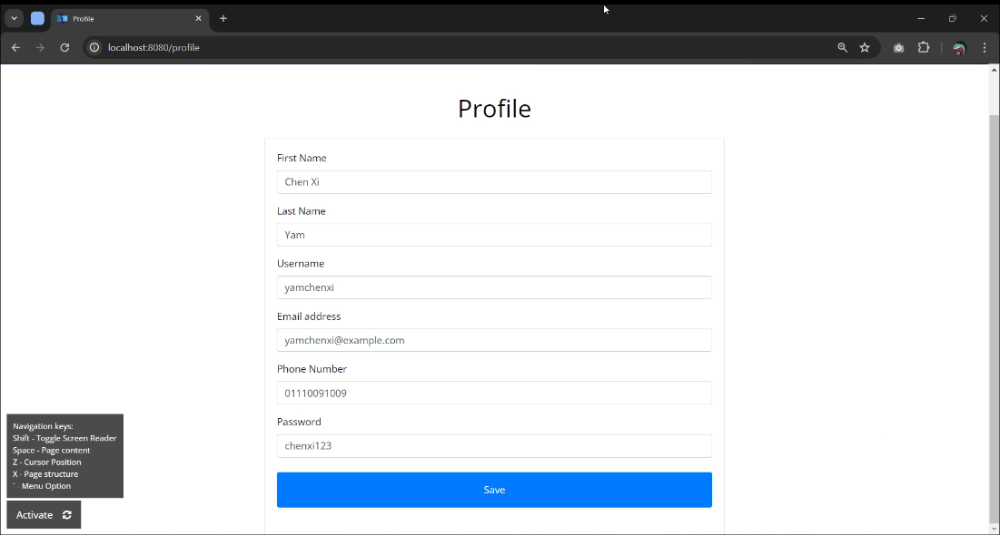 Profile
localhost:8080/profile
Profile
First Name
Chen Xi
Last Name
Yam
Username
yamchenxi
Email address
yamchenxi@example.com
Phone Number
01110091009
Password
chenxi123
Save
Navigation keys:
Shift - Toggle Screen Reader
Space - Page content
Z - Cursor Position
X - Page structure
` - Menu Option
Activate